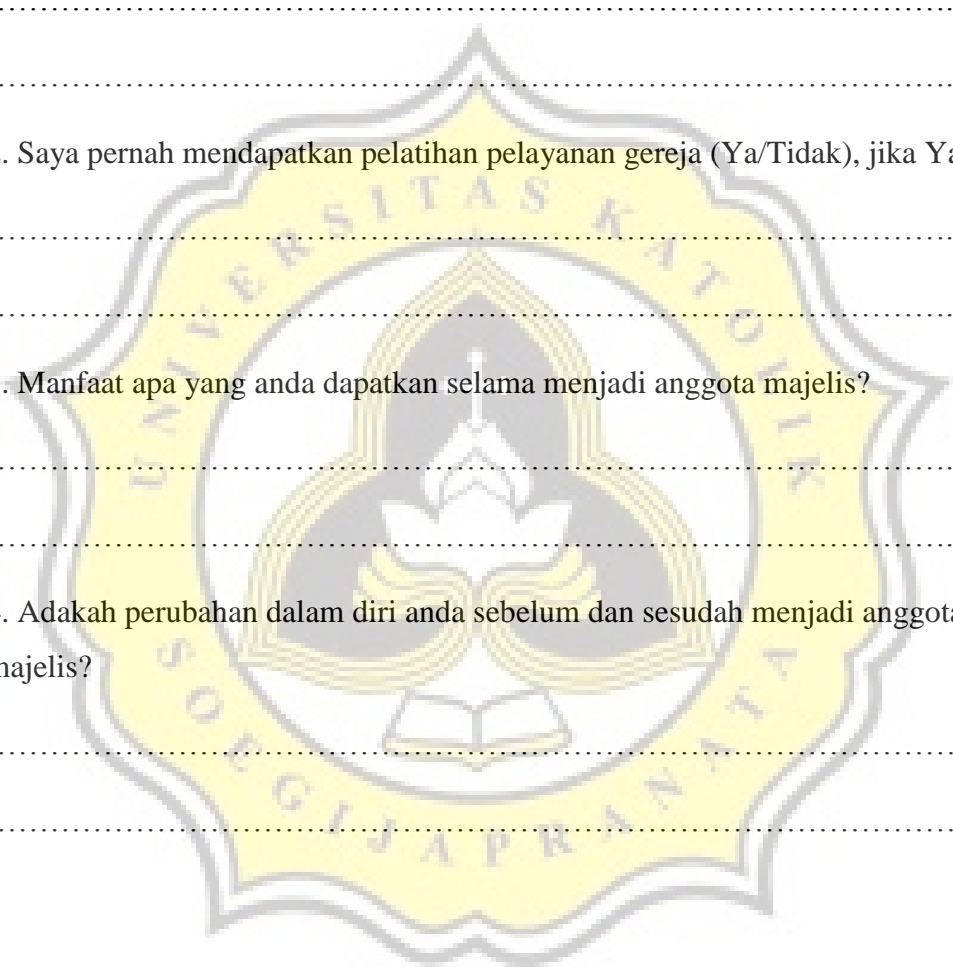 ……………………………………………………………………
……………………………………………………………………
. Saya pernah mendapatkan pelatihan pelayanan gereja (Ya/Tidak), jika Ya
……………………………………………………………………
……………………………………………………………………
. Manfaat apa yang anda dapatkan selama menjadi anggota majelis?
……………………………………………………………………
……………………………………………………………………
. Adakah perubahan dalam diri anda sebelum dan sesudah menjadi anggota
majelis?
……………………………………………………………………
……………………………………………………………………
UNIVERSITAS KATOLIK
SOEGIJAPRANATA